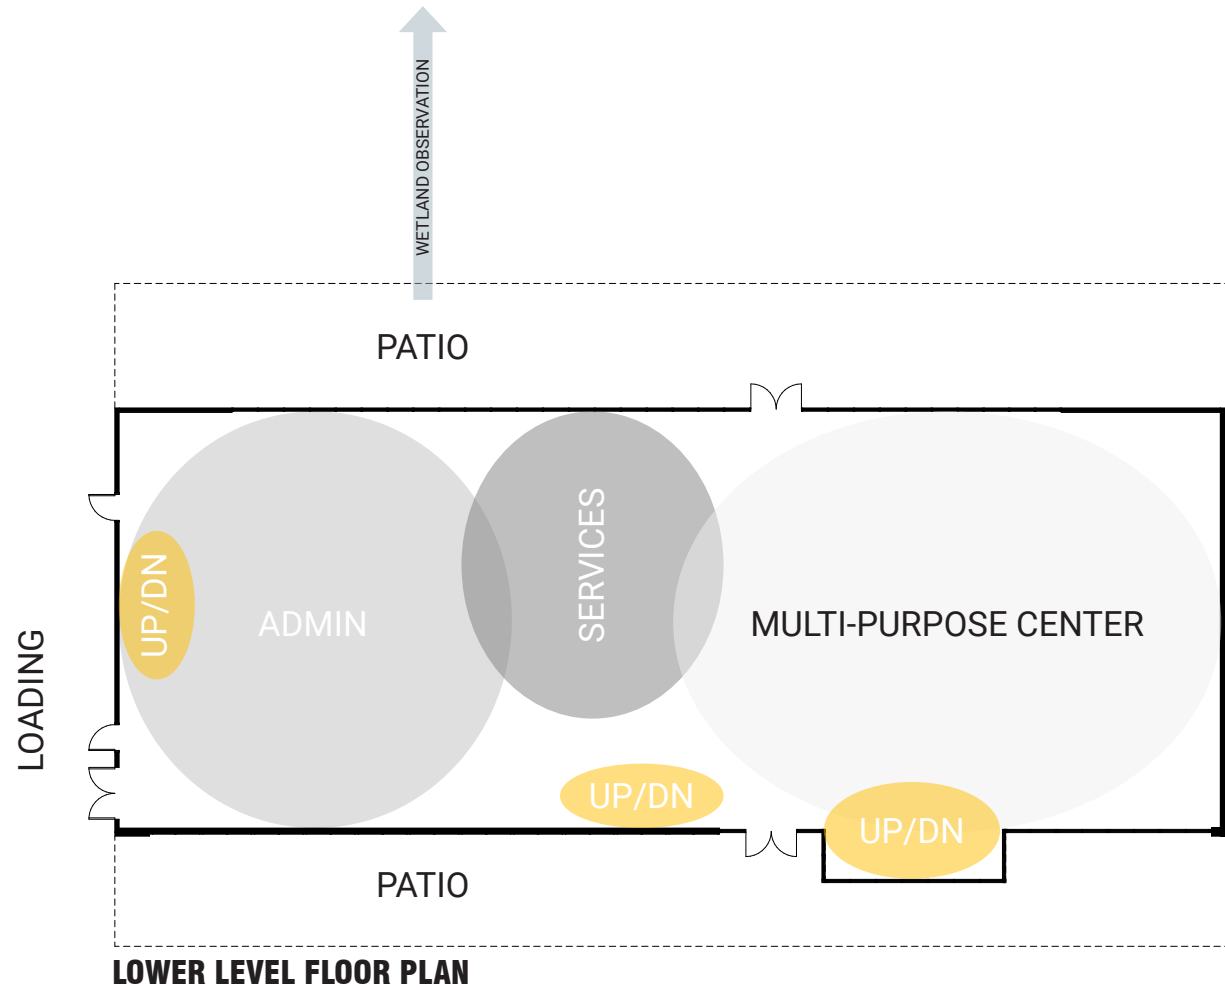 WETLAND OBSERVATION
PATIO
UP/DN
ADMIN
SERVICES
MULTI-PURPOSE CENTER
LOADING
UP/DN
UP/DN
PATIO
LOWER LEVEL FLOOR PLAN